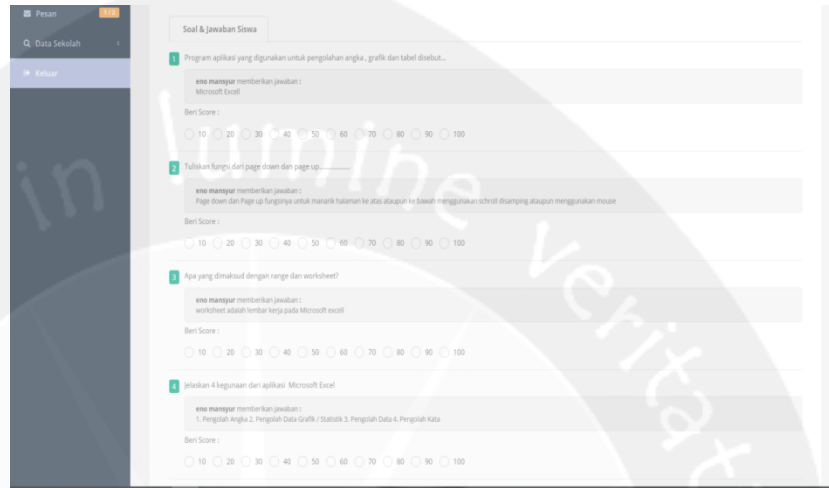 Pesan 1 / 2
Data Sekolah
Keluar
Soal & Jawaban Siswa
1 Program aplikasi yang digunakan untuk pengolahan angka , grafik dan tabel disebut...
eno mansyur memberikan jawaban :
Microsoft Excell
Beri Score :
10 20 30 40 50 60 70 80 90 100
2 Tuliskan fungsi dari page down dan page up..................
eno mansyur memberikan jawaban :
Page down dan Page up fungsinya untuk manarik halaman ke atas ataupun ke bawah menggunakan schroll disamping ataupun menggunakan mouse
Beri Score :
10 20 30 40 50 60 70 80 90 100
3 Apa yang dimaksud dengan range dan worksheet?
eno mansyur memberikan jawaban :
worksheet adalah lembar kerja pada Microsoft excell
Beri Score :
10 20 30 40 50 60 70 80 90 100
4 Jelaskan 4 kegunaan dari aplikasi Microsoft Excel
eno mansyur memberikan jawaban :
1. Pengolah Angka 2. Pengolah Data Grafik / Statistik 3. Pengolah Data 4. Pengolah Kata
Beri Score :
10 20 30 40 50 60 70 80 90 100
in lumine veritat